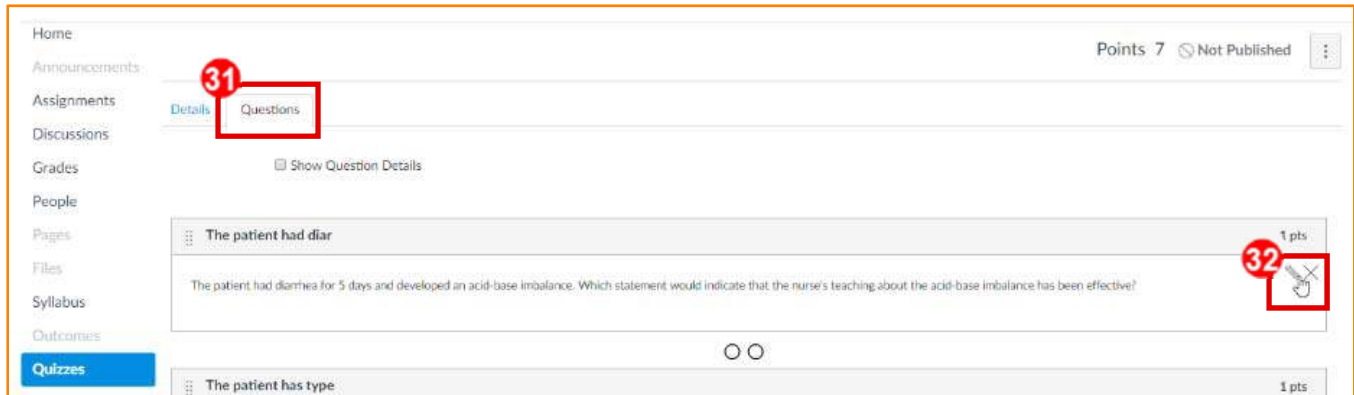 Home
Points 7 Not Published
Announcements
31
Assignments
Details Questions
Discussions
Grades
Show Question Details
People
Pages
The patient had diar 1 pts
Files
32
The patient had diarrhea for 5 days and developed an acid-base imbalance. Which statement would indicate that the nurse's teaching about the acid-base imbalance has been effective?
Syllabus
Outcomes
Quizzes
The patient has type 1 pts